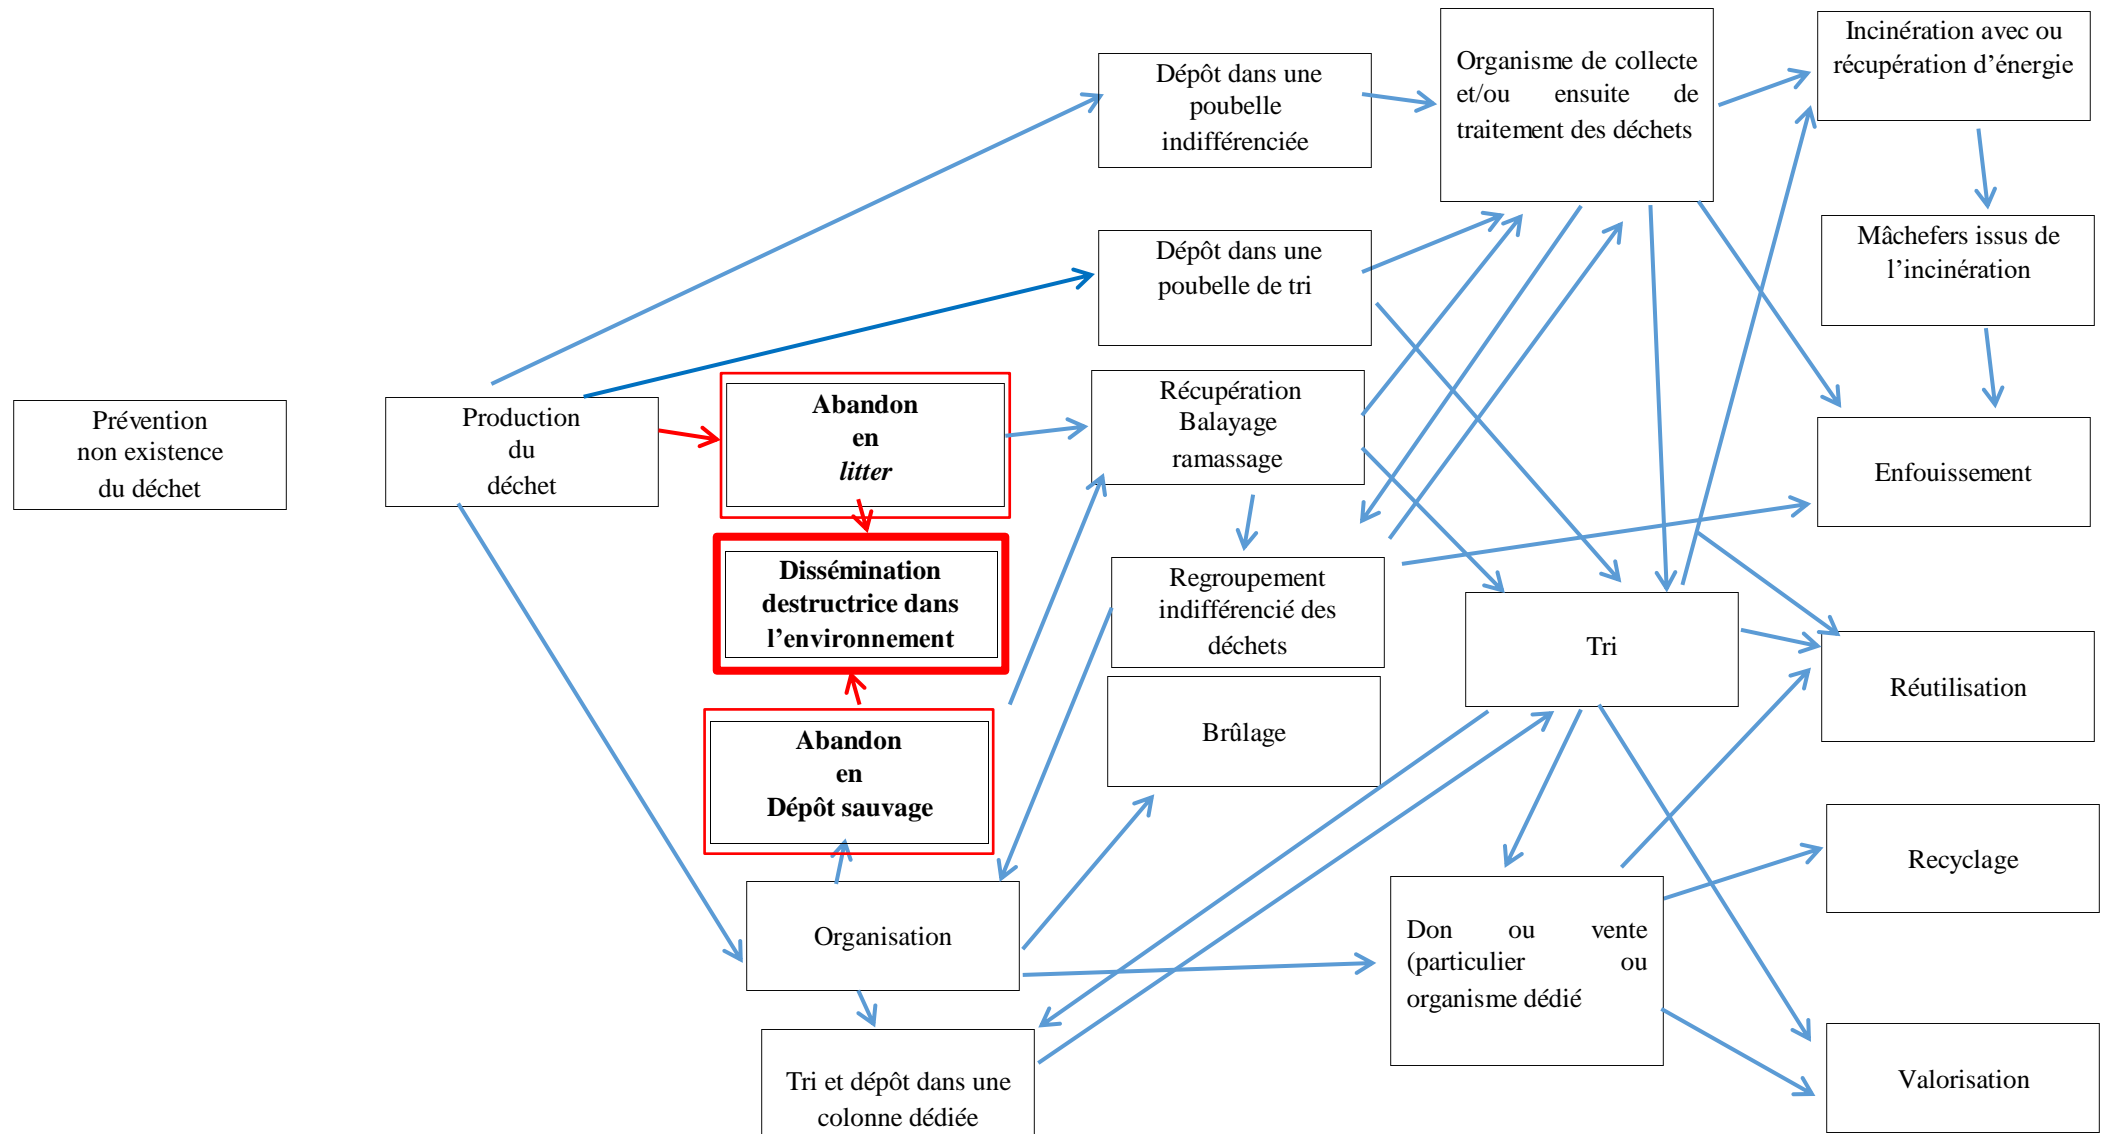 Prévention
non existence
du déchet
Production
du
déchet
Abandon
en
litter
Dissémination
destructrice dans
l’environnement
Abandon
en
Dépôt sauvage
Organisation
Tri et dépôt dans une
colonne dédiée
Dépôt dans une
poubelle
indifférenciée
Dépôt dans une
poubelle de tri
Récupération
Balayage
ramassage
Regroupement
indifférencié des
déchets
Brûlage
Organisme de collecte
et/ou ensuite de
traitement des déchets
Tri
Don ou vente
(particulier ou
organisme dédié
Incinération avec ou
récupération d’énergie
Mâchefers issus de
l’incinération
Enfouissement
Réutilisation
Recyclage
Valorisation